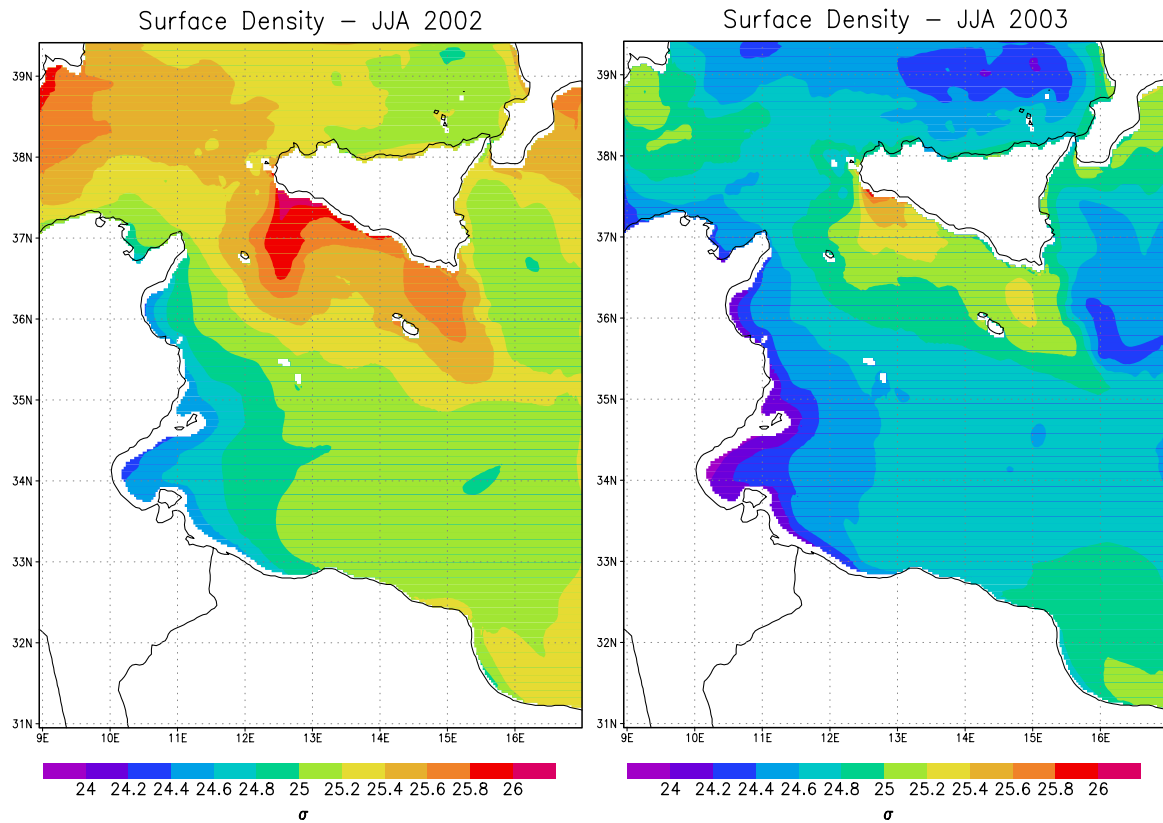 Surface Density – JJA 2002
39N
38N
37N
36N
35N
34N
33N
32N
31N
9E 10E 11E 12E 13E 14E 15E 16E
24 24.2 24.4 24.6 24.8 25 25.2 25.4 25.6 25.8 26
σ
Surface Density – JJA 2003
39N
38N
37N
36N
35N
34N
33N
32N
31N
9E 10E 11E 12E 13E 14E 15E 16E
24 24.2 24.4 24.6 24.8 25 25.2 25.4 25.6 25.8 26
σ